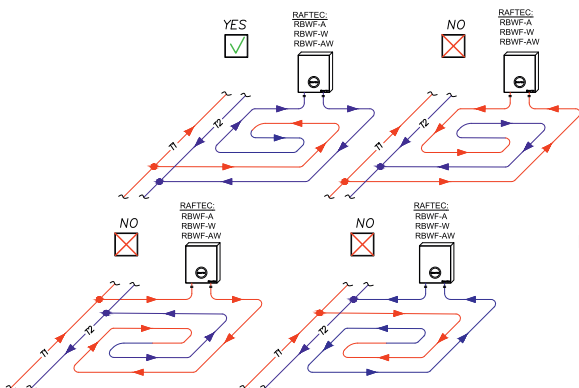 YES
RAFTEC:
RBWF-A
RBWF-W
RBWF-AW
T1
T2
NO
RAFTEC:
RBWF-A
RBWF-W
RBWF-AW
T1
T2
NO
RAFTEC:
RBWF-A
RBWF-W
RBWF-AW
T1
T2
NO
RAFTEC:
RBWF-A
RBWF-W
RBWF-AW
T1
T2